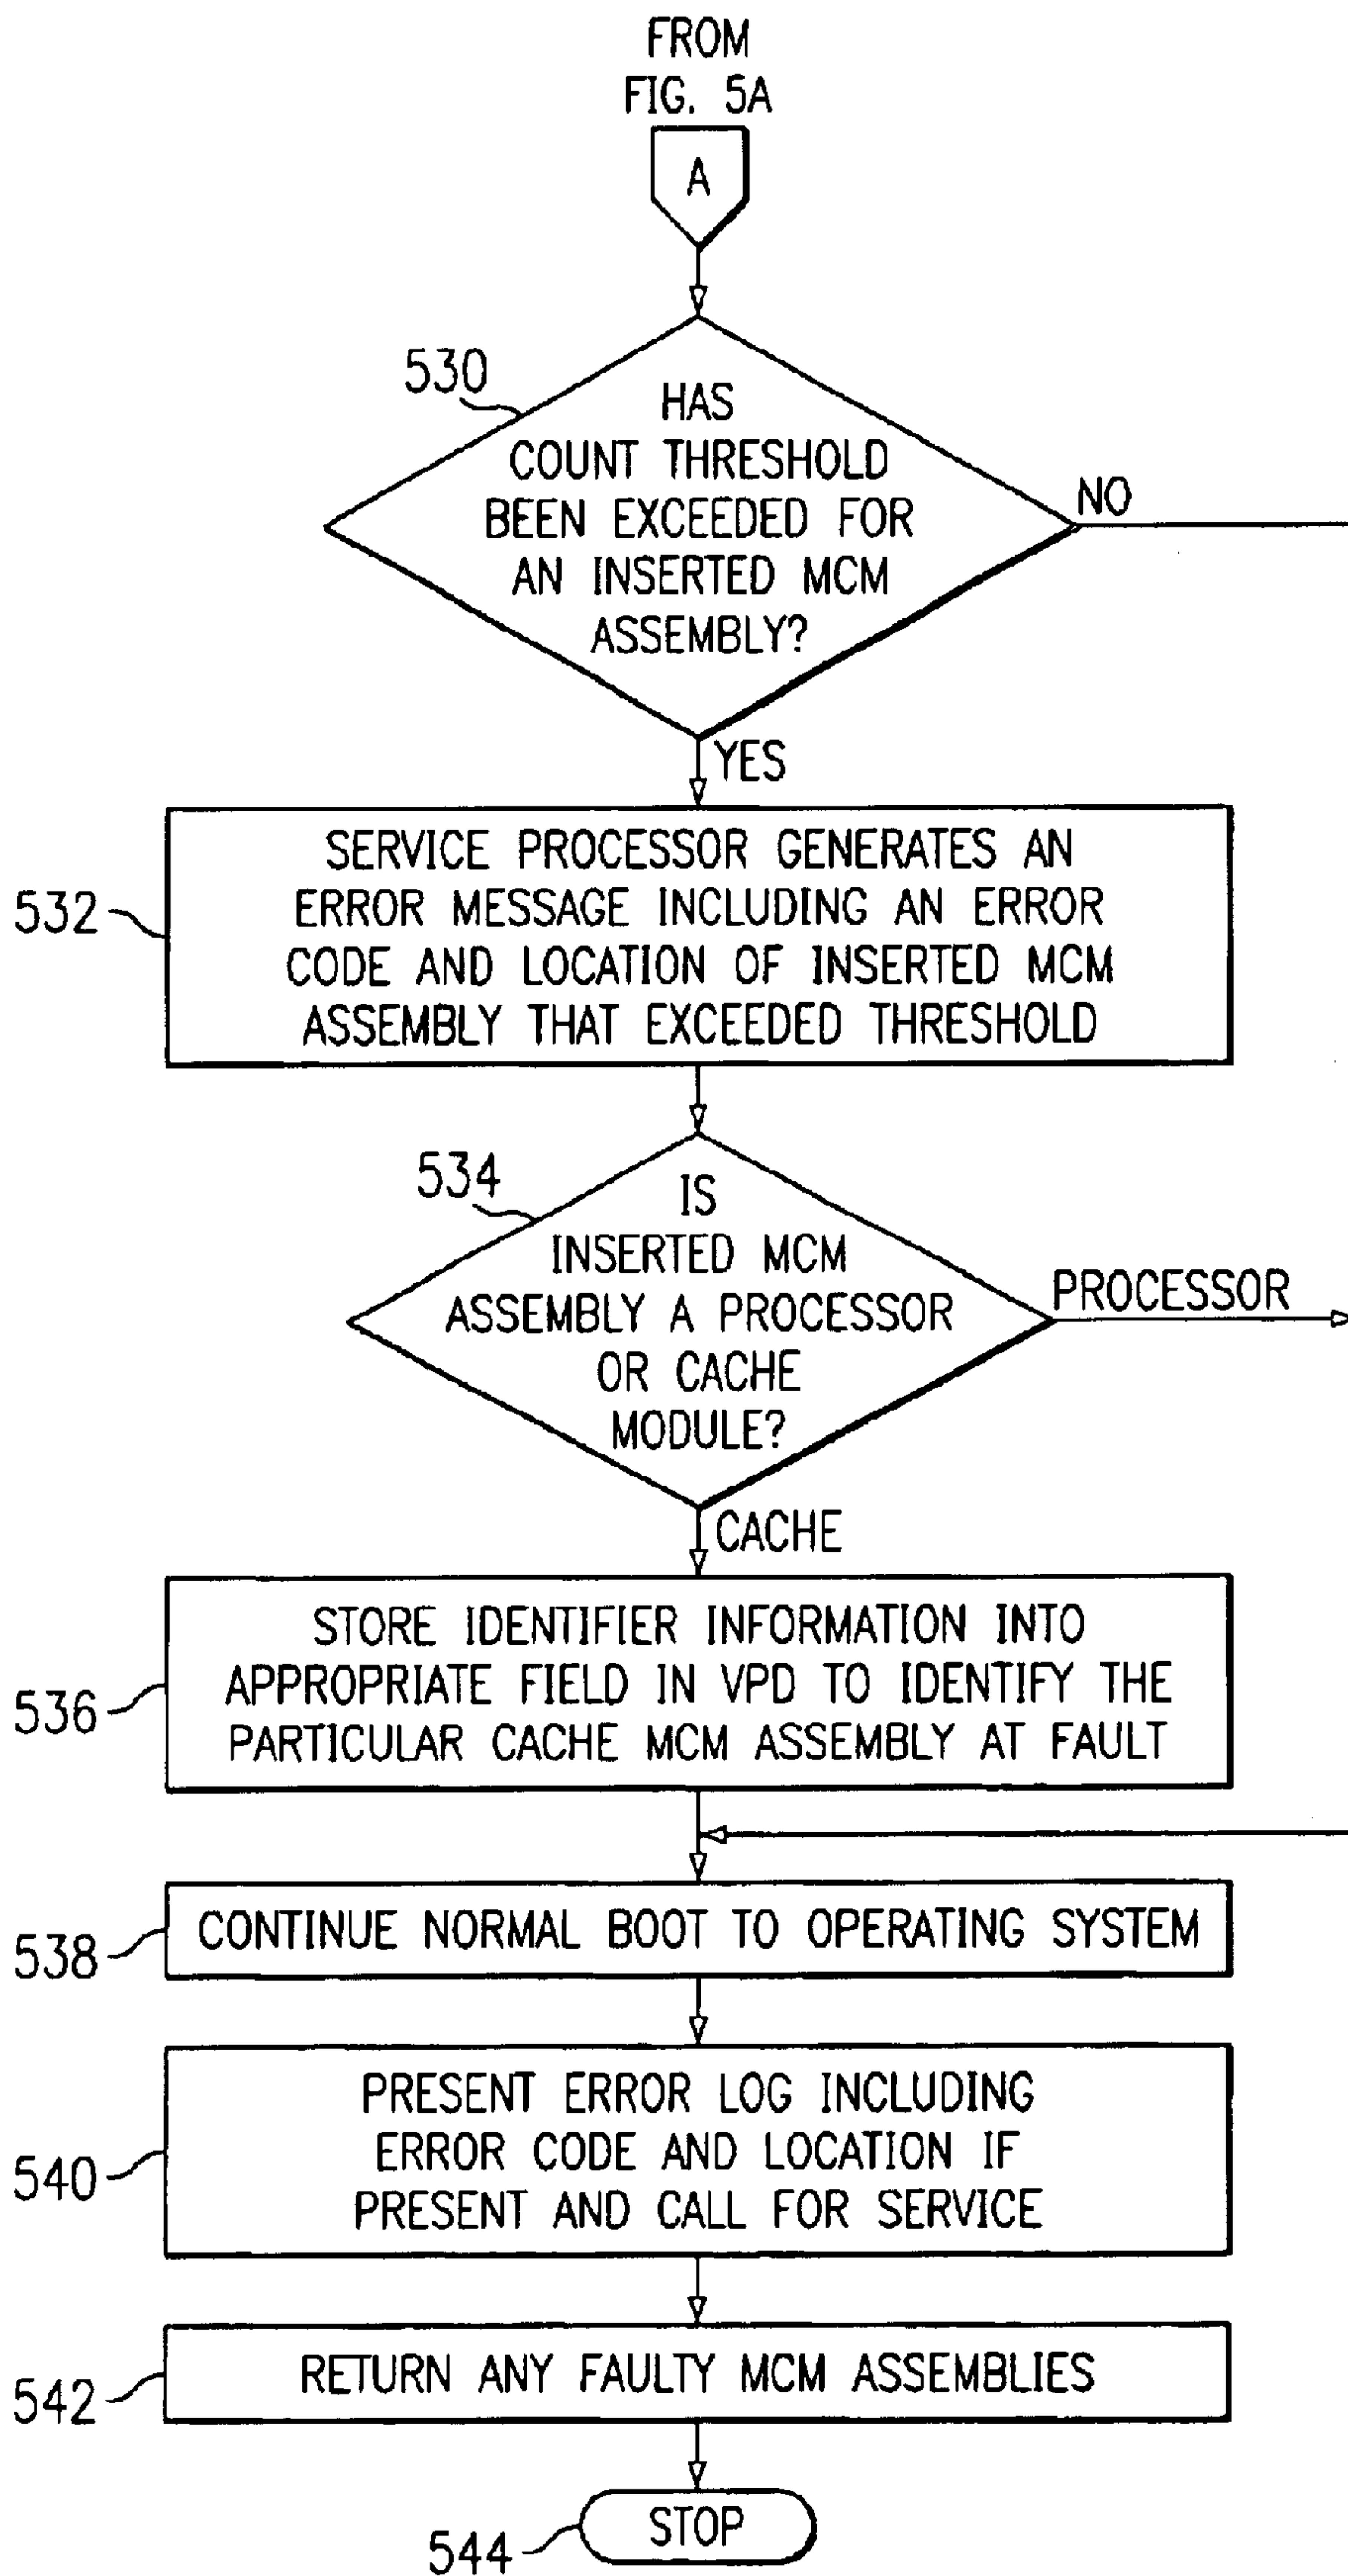 FROM
FIG. 5A
A
530
HAS
COUNT THRESHOLD
BEEN EXCEEDED FOR
AN INSERTED MCM
ASSEMBLY?
NO
YES
532
SERVICE PROCESSOR GENERATES AN
ERROR MESSAGE INCLUDING AN ERROR
CODE AND LOCATION OF INSERTED MCM
ASSEMBLY THAT EXCEEDED THRESHOLD
534
IS
INSERTED MCM
ASSEMBLY A PROCESSOR
OR CACHE
MODULE?
PROCESSOR
CACHE
536
STORE IDENTIFIER INFORMATION INTO
APPROPRIATE FIELD IN VPD TO IDENTIFY THE
PARTICULAR CACHE MCM ASSEMBLY AT FAULT
538
CONTINUE NORMAL BOOT TO OPERATING SYSTEM
540
PRESENT ERROR LOG INCLUDING
ERROR CODE AND LOCATION IF
PRESENT AND CALL FOR SERVICE
542
RETURN ANY FAULTY MCM ASSEMBLIES
544
STOP